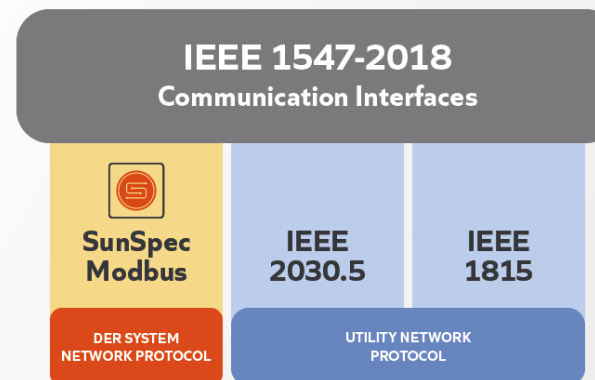 IEEE 1547-2018
Communication Interfaces
SunSpec
Modbus
IEEE
2030.5
IEEE
1815
DER SYSTEM
NETWORK PROTOCOL
UTILITY NETWORK
PROTOCOL